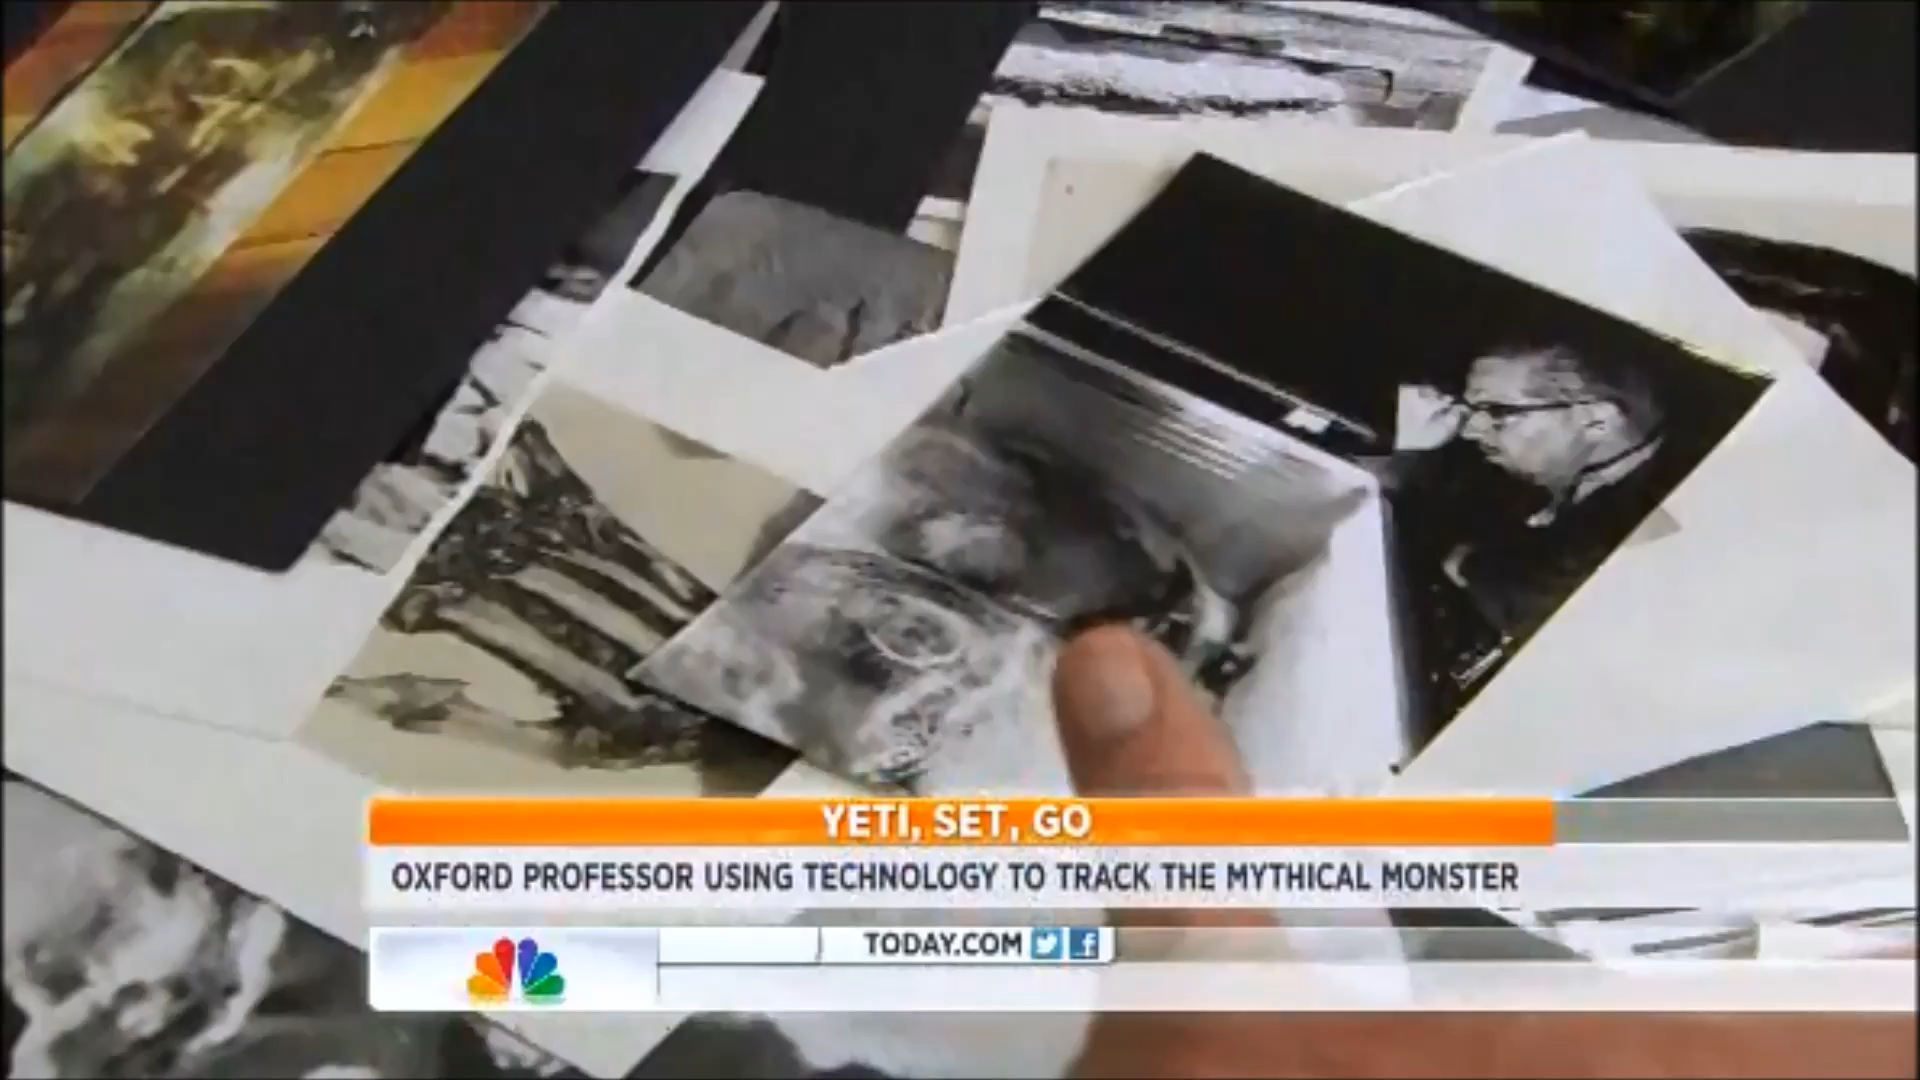 YETI, SET, GO
OXFORD PROFESSOR USING TECHNOLOGY TO TRACK THE MYTHICAL MONSTER
TODAY.COM